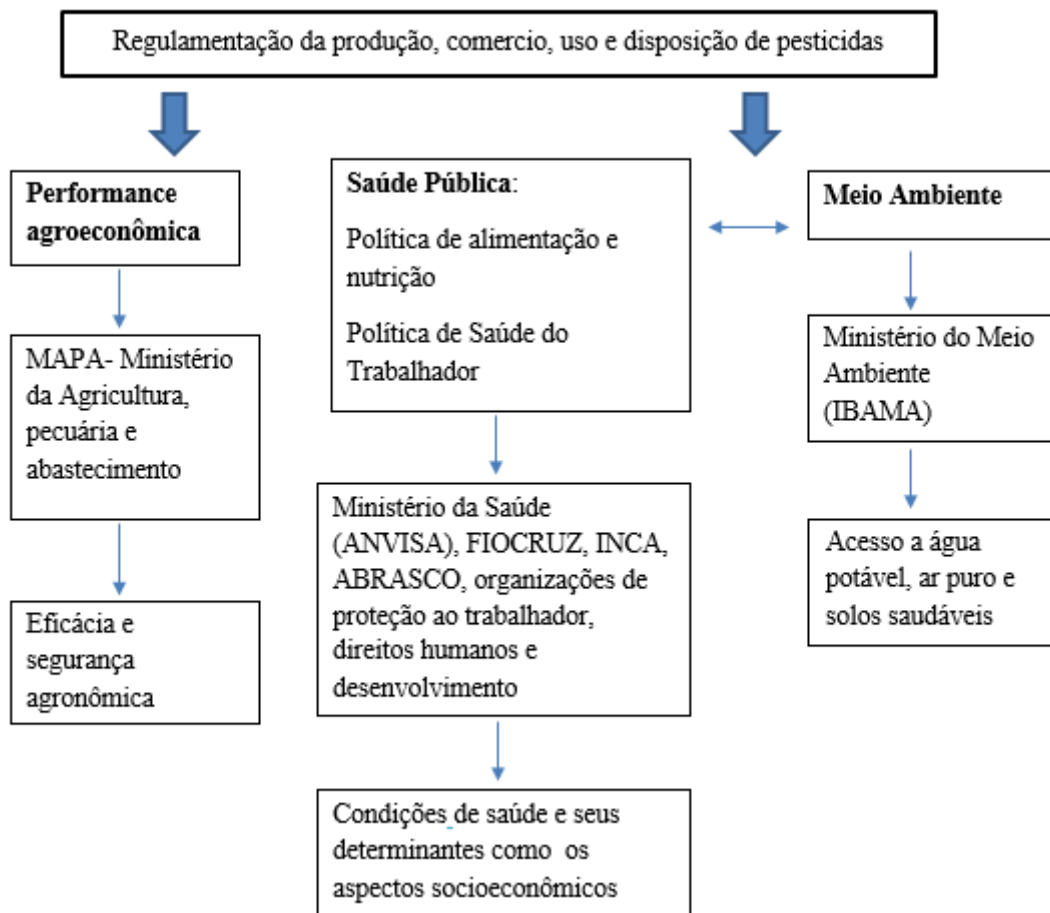 Regulamentação da produção, comercio, uso e disposição de pesticidas
Performance
agroeconômica
MAPA- Ministério
da Agricultura,
pecuária e
abastecimento
Eficácia e
segurança
agronômica
Saúde Pública:
Política de alimentação e
nutrição
Política de Saúde do
Trabalhador
Ministério da Saúde
(ANVISA), FIOCRUZ, INCA,
ABRASCO, organizações de
proteção ao trabalhador,
direitos humanos e
desenvolvimento
Condições de saúde e seus
determinantes como os
aspectos socioeconômicos
Meio Ambiente
Ministério do Meio
Ambiente
(IBAMA)
Acesso a água
potável, ar puro e
solos saudáveis